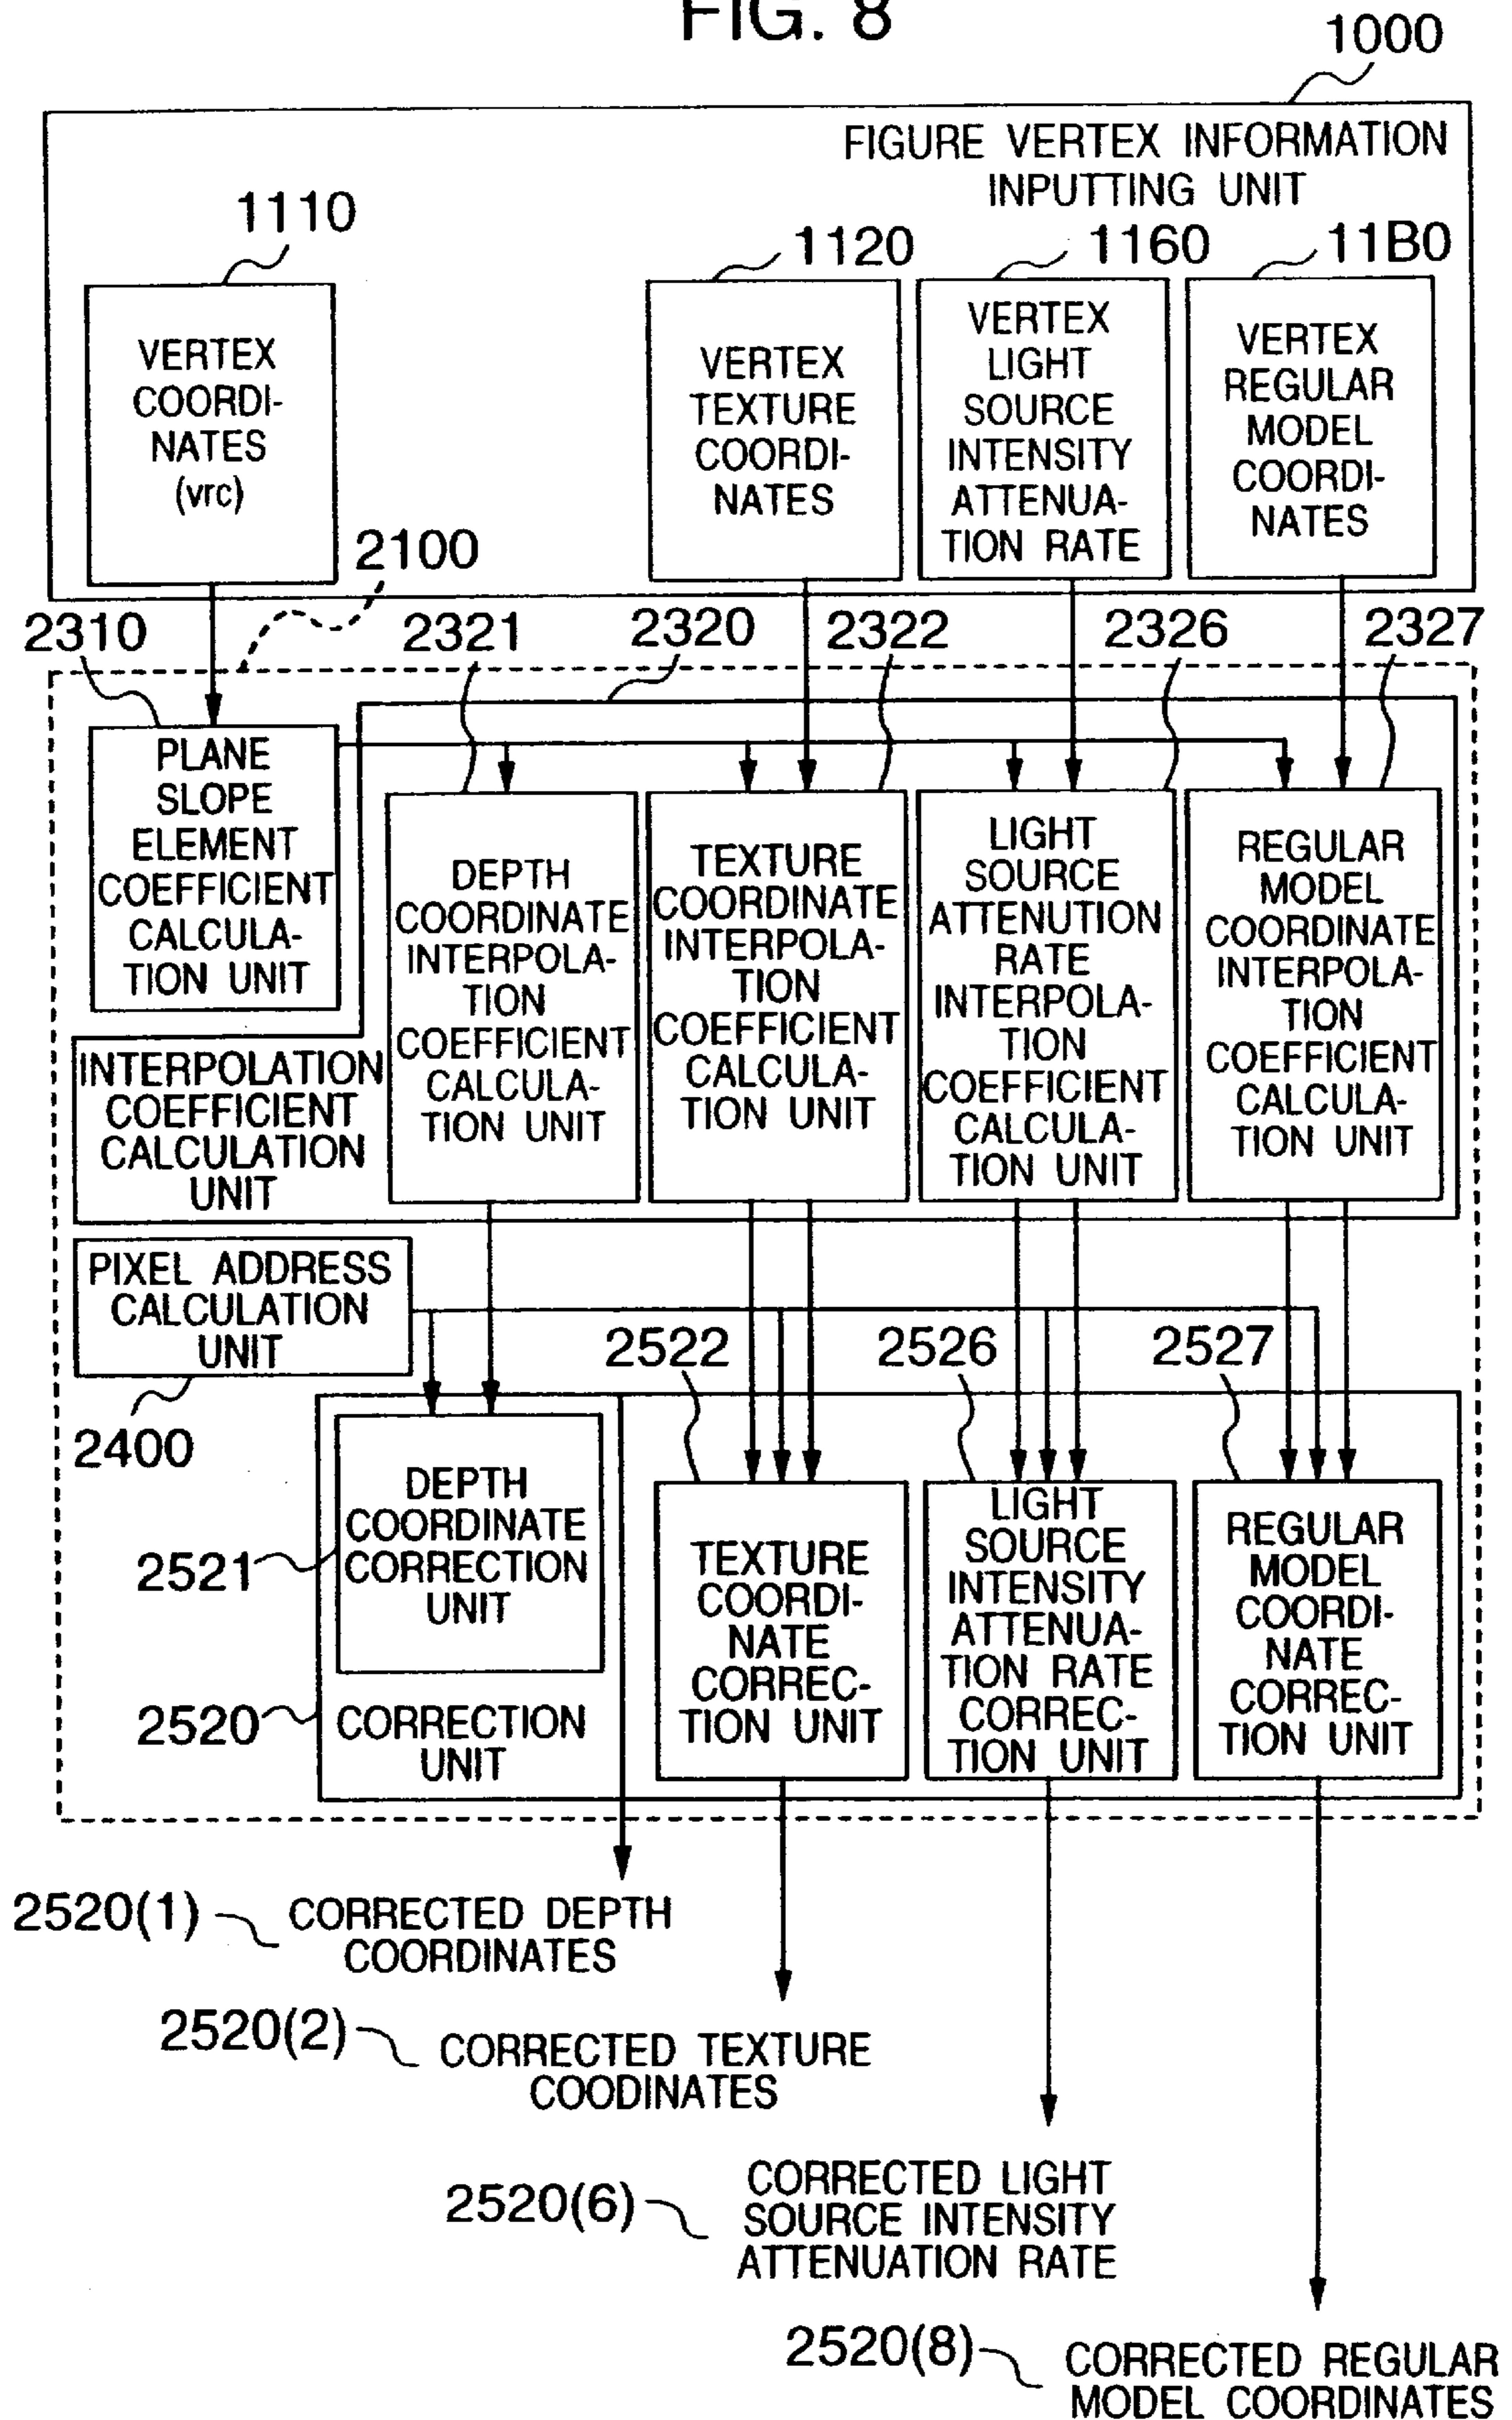 FIG. 8
1000
FIGURE VERTEX INFORMATION
INPUTTING UNIT
1110
1120
1160
11B0
VERTEX
COORDI-
NATES
(vrc)
VERTEX
TEXTURE
COORDI-
NATES
VERTEX
LIGHT
SOURCE
INTENSITY
ATTENUA-
TION RATE
VERTEX
REGULAR
MODEL
COORDI-
NATES
2100
2310
2321
2320
2322
2326
2327
PLANE
SLOPE
ELEMENT
COEFFICIENT
CALCULA-
TION UNIT
DEPTH
COORDINATE
INTERPOLA-
TION
COEFFICIENT
CALCULA-
TION UNIT
TEXTURE
COORDINATE
INTERPOLA-
TION
COEFFICIENT
CALCULA-
TION UNIT
LIGHT
SOURCE
ATTENUTION
RATE
INTERPOLA-
TION
COEFFICIENT
CALCULA-
TION UNIT
REGULAR
MODEL
COORDINATE
INTERPOLA-
TION
COEFFICIENT
CALCULA-
TION UNIT
INTERPOLATION
COEFFICIENT
CALCULATION
UNIT
PIXEL ADDRESS
CALCULATION
UNIT
2400
2522
2526
2527
DEPTH
COORDINATE
CORRECTION
UNIT
2521
TEXTURE
COORDI-
NATE
CORREC-
TION UNIT
LIGHT
SOURCE
INTENSITY
ATTENUA-
TION RATE
CORREC-
TION UNIT
REGULAR
MODEL
COORDI-
NATE
CORREC-
TION UNIT
2520
CORRECTION
UNIT
2520(1)
CORRECTED DEPTH
COORDINATES
2520(2)
CORRECTED TEXTURE
COODINATES
2520(6)
CORRECTED LIGHT
SOURCE INTENSITY
ATTENUATION RATE
2520(8)
CORRECTED REGULAR
MODEL COORDINATES